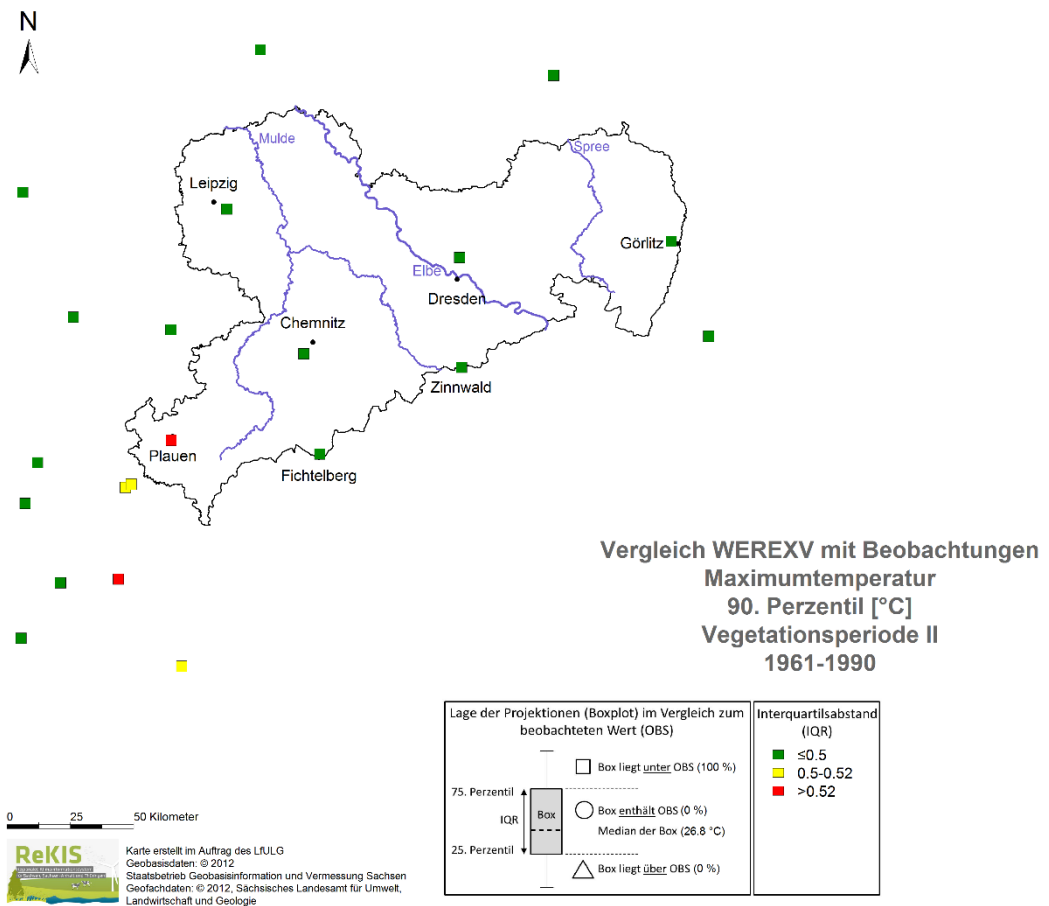 N
Mulde
Spree
Leipzig
Görlitz
Elbe
Dresden
Chemnitz
Zinnwald
Plauen
Fichtelberg
Vergleich WEREXV mit Beobachtungen
Maximumtemperatur
90. Perzentil [°C]
Vegetationsperiode II
1961-1990
Lage der Projektionen (Boxplot) im Vergleich zum
beobachteten Wert (OBS)
Box liegt unter OBS (100 %)
75. Perzentil
IQR
Box
Box enthält OBS (0 %)
Median der Box (26.8 °C)
25. Perzentil
Box liegt über OBS (0 %)
Interquartilsabstand
(IQR)
≤0.5
0.5-0.52
>0.52
0 25 50 Kilometer
ReKIS
Karte erstellt im Auftrag des LfULG
Geobasisdaten: © 2012
Staatsbetrieb Geobasisinformation und Vermessung Sachsen
Geofachdaten: © 2012, Sächsisches Landesamt für Umwelt,
Landwirtschaft und Geologie